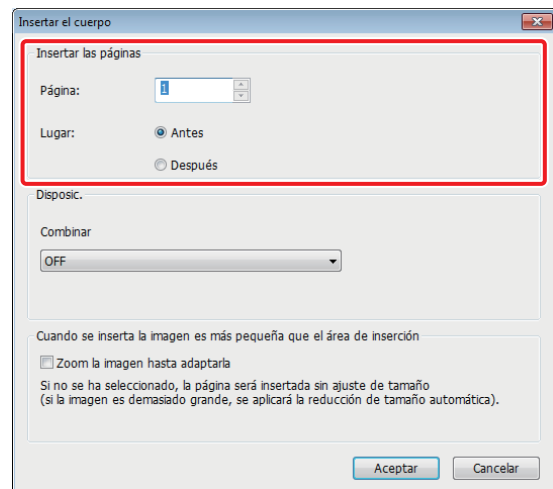 Insertar el cuerpo
Insertar las páginas
Página:
1
Lugar:
Antes
Después
Disposic.
Combinar
OFF
Cuando se inserta la imagen es más pequeña que el área de inserción
Zoom la imagen hasta adaptarla
Si no se ha seleccionado, la página será insertada sin ajuste de tamaño
(si la imagen es demasiado grande, se aplicará la reducción de tamaño automática).
Aceptar Cancelar